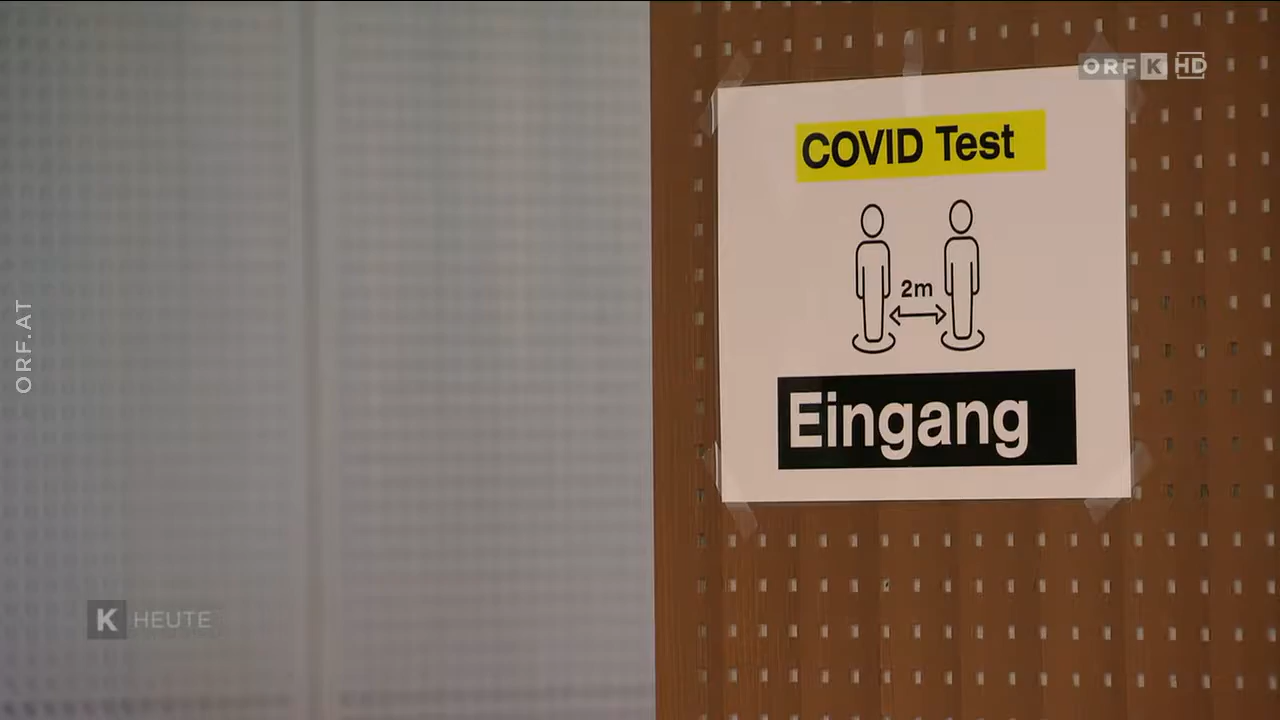 ORF K HD
COVID Test
2m
Eingang
ORF.AT
K HEUTE